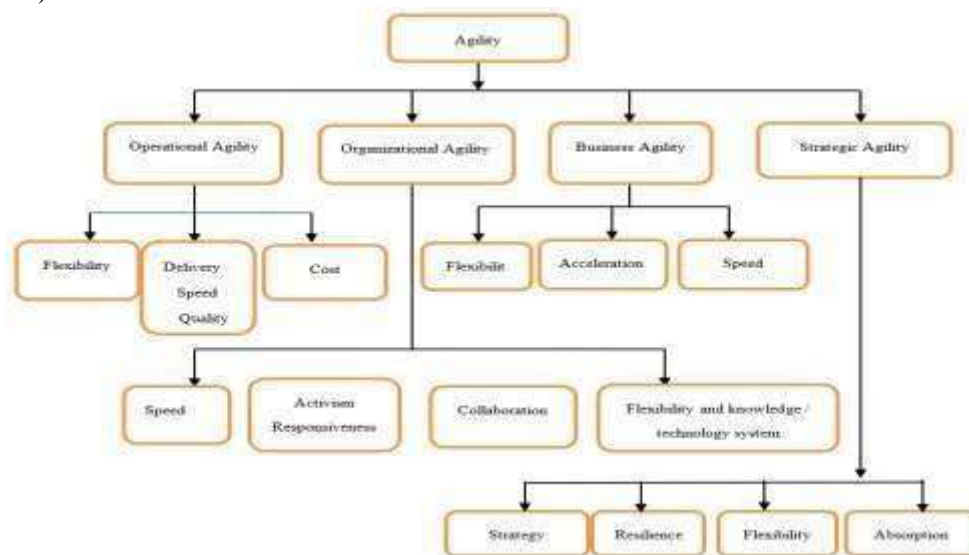 )
Agility
Operational Agility
Organizational Agility
Business Agility
Strategic Agility
Flexibility
Delivery
Speed
Quality
Cost
Flexibilit
Acceleration
Speed
Speed
Activism
Responsiveness
Collaboration
Flexibility and knowledge /
technology system
Strategy
Resilience
Flexibility
Absorption